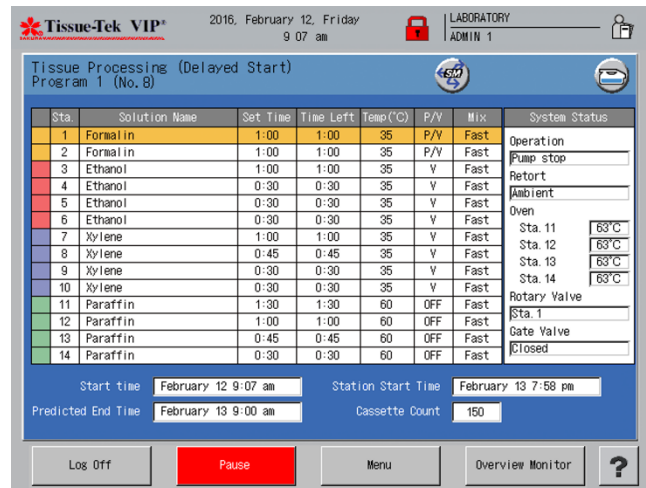 Tissue-Tek VIP®
SAKURA
2016, February 12, Friday
9 07 am
LABORATORY
ADMIN 1
Tissue Processing (Delayed Start)
Program 1 (No.8)
SM
Sta. Solution Name Set Time Time Left Temp(°C) P/V Mix
1 Formalin 1:00 1:00 35 P/V Fast
2 Formalin 1:00 1:00 35 P/V Fast
3 Ethanol 1:00 1:00 35 V Fast
4 Ethanol 0:30 0:30 35 V Fast
5 Ethanol 0:30 0:30 35 V Fast
6 Ethanol 0:30 0:30 35 V Fast
7 Xylene 1:00 1:00 35 V Fast
8 Xylene 0:45 0:45 35 V Fast
9 Xylene 0:30 0:30 35 V Fast
10 Xylene 0:30 0:30 35 V Fast
11 Paraffin 1:30 1:30 60 OFF Fast
12 Paraffin 1:00 1:00 60 OFF Fast
13 Paraffin 0:45 0:45 60 OFF Fast
14 Paraffin 0:30 0:30 60 OFF Fast
System Status
Operation
Pump stop
Retort
Ambient
Oven
Sta.11 63°C
Sta.12 63°C
Sta.13 63°C
Sta.14 63°C
Rotary Valve
Sta.1
Gate Valve
Closed
Start time February 12 9:07 am Station Start Time February 13 7:58 pm
Predicted End Time February 13 9:00 am Cassette Count 150
Log Off Pause Menu Overview Monitor ?